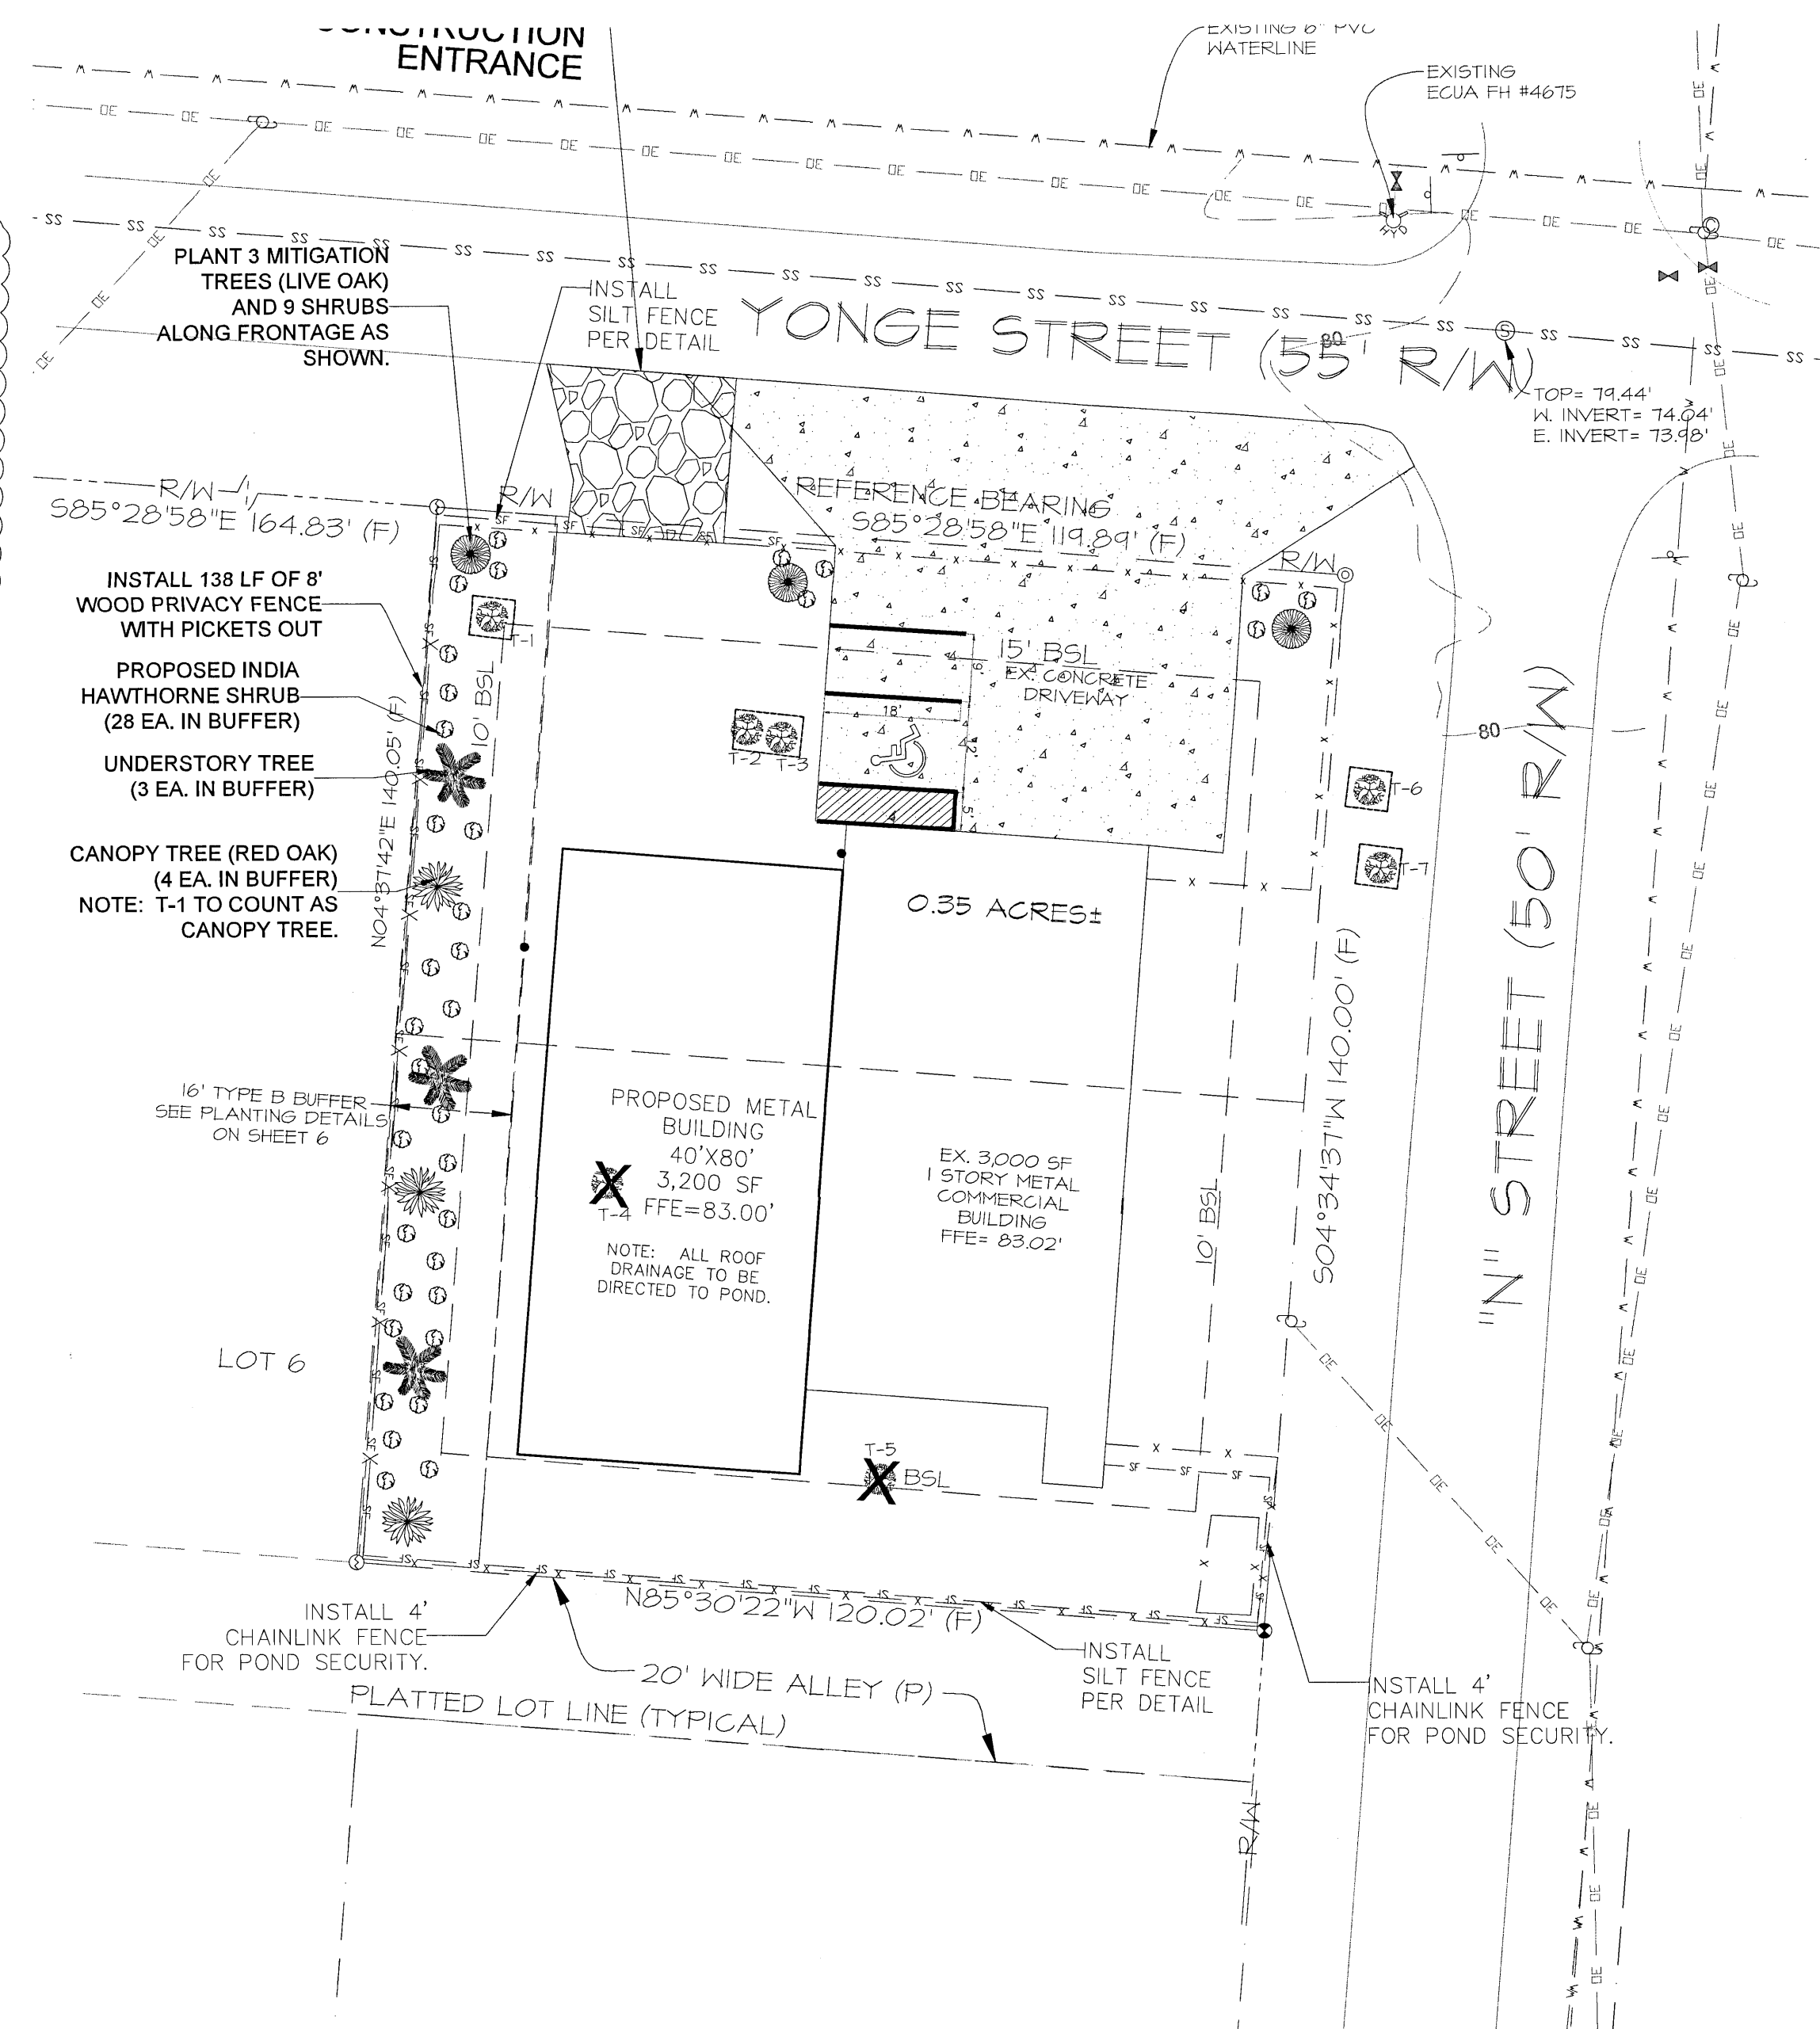 CONSTRUCTION
ENTRANCE
EXISTING 6" PVC
WATERLINE
EXISTING
ECUA FH #4675
PLANT 3 MITIGATION
TREES (LIVE OAK)
AND 9 SHRUBS
ALONG FRONTAGE AS
SHOWN.
INSTALL
SILT FENCE
PER DETAIL
YONGE STREET (55' R/W)
80
TOP= 79.44'
W. INVERT= 74.04'
E. INVERT= 73.98'
R/W
S85°28'58"E 164.83' (F)
R/W
REFERENCE BEARING
S85°28'58"E 119.89' (F)
R/W
INSTALL 138 LF OF 8'
WOOD PRIVACY FENCE
WITH PICKETS OUT
T-1
PROPOSED INDIA
HAWTHORNE SHRUB
(28 EA. IN BUFFER)
10' BSL
15' BSL
EX. CONCRETE
DRIVEWAY
9'
18'
12'
5'
T-2
T-3
UNDERSTORY TREE
(3 EA. IN BUFFER)
N04°37'42"E 140.05' (F)
80
T-6
T-7
CANOPY TREE (RED OAK)
(4 EA. IN BUFFER)
NOTE: T-1 TO COUNT AS
CANOPY TREE.
0.35 ACRES±
"N" STREET (50' R/W)
S04°34'37"W 140.00' (F)
16' TYPE B BUFFER
SEE PLANTING DETAILS
ON SHEET 6
PROPOSED METAL
BUILDING
40'X80'
3,200 SF
FFE=83.00'
T-4
NOTE: ALL ROOF
DRAINAGE TO BE
DIRECTED TO POND.
EX. 3,000 SF
1 STORY METAL
COMMERCIAL
BUILDING
FFE= 83.02'
10' BSL
LOT 6
T-5
BSL
N85°30'22"W 120.02' (F)
INSTALL 4'
CHAINLINK FENCE
FOR POND SECURITY.
20' WIDE ALLEY (P)
PLATTED LOT LINE (TYPICAL)
INSTALL
SILT FENCE
PER DETAIL
INSTALL 4'
CHAINLINK FENCE
FOR POND SECURITY.
R/W